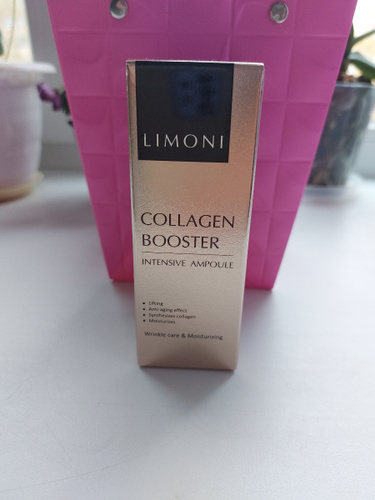 LIMONI
COLLAGEN
BOOSTER
INTENSIVE AMPOULE
Lifting
Anti-aging effect
Synthesizes collagen
Moisturizes
Wrinkle care & Moisturizing